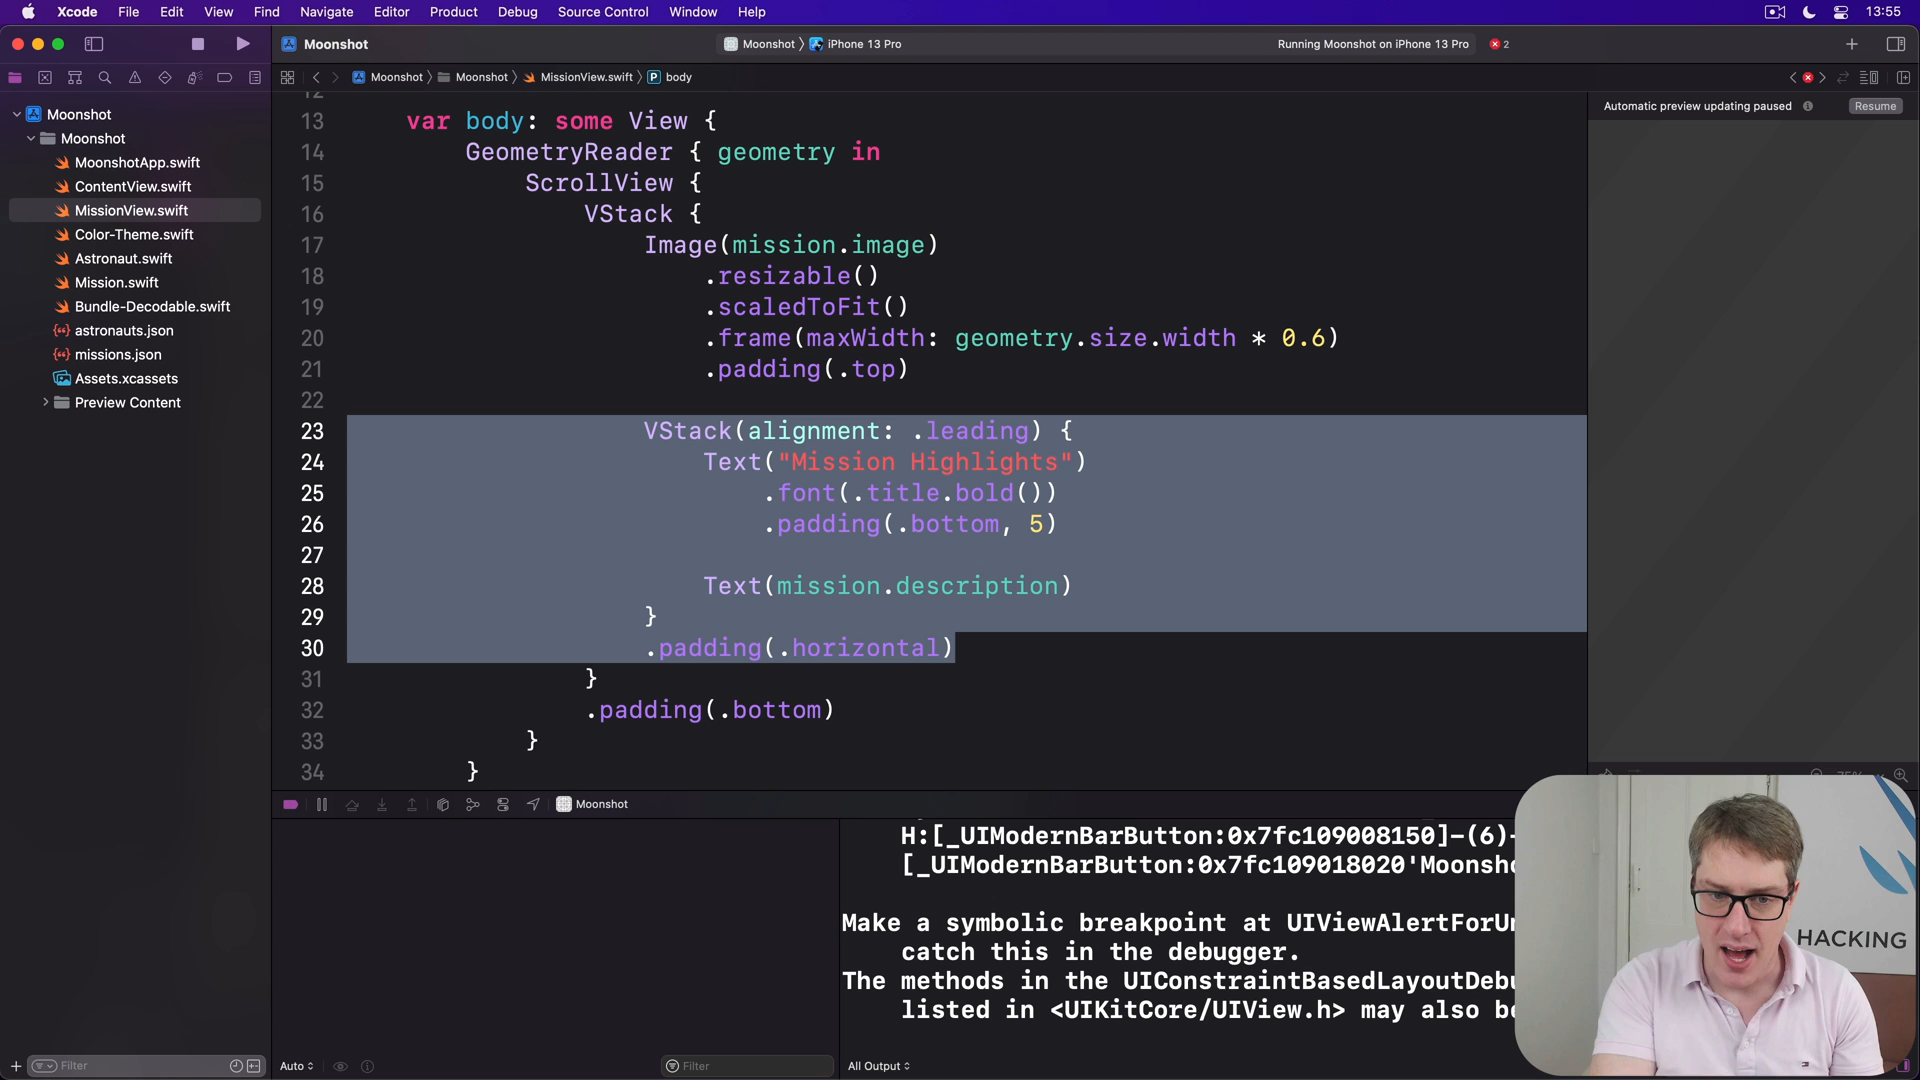 Xcode File Edit View Find Navigate Editor Product Debug Source Control Window Help 13:55
Moonshot Moonshot iPhone 13 Pro Running Moonshot on iPhone 13 Pro 2
Moonshot Moonshot MissionView.swift P body
Automatic preview updating paused Resume
Moonshot
Moonshot
MoonshotApp.swift
ContentView.swift
MissionView.swift
Color-Theme.swift
Astronaut.swift
Mission.swift
Bundle-Decodable.swift
astronauts.json
missions.json
Assets.xcassets
Preview Content
12
13 var body: some View {
14 GeometryReader { geometry in
15 ScrollView {
16 VStack {
17 Image(mission.image)
18 .resizable()
19 .scaledToFit()
20 .frame(maxWidth: geometry.size.width * 0.6)
21 .padding(.top)
22
23 VStack(alignment: .leading) {
24 Text("Mission Highlights")
25 .font(.title.bold())
26 .padding(.bottom, 5)
27
28 Text(mission.description)
29 }
30 .padding(.horizontal)
31 }
32 .padding(.bottom)
33 }
34 }
Moonshot
H:[_UIModernBarButton:0x7fc109008150]-(6)-
[_UIModernBarButton:0x7fc109018020'Moonsho
Make a symbolic breakpoint at UIViewAlertForUn
catch this in the debugger.
The methods in the UIConstraintBasedLayoutDebu
listed in <UIKitCore/UIView.h> may also be
HACKING
Filter Auto Filter All Output